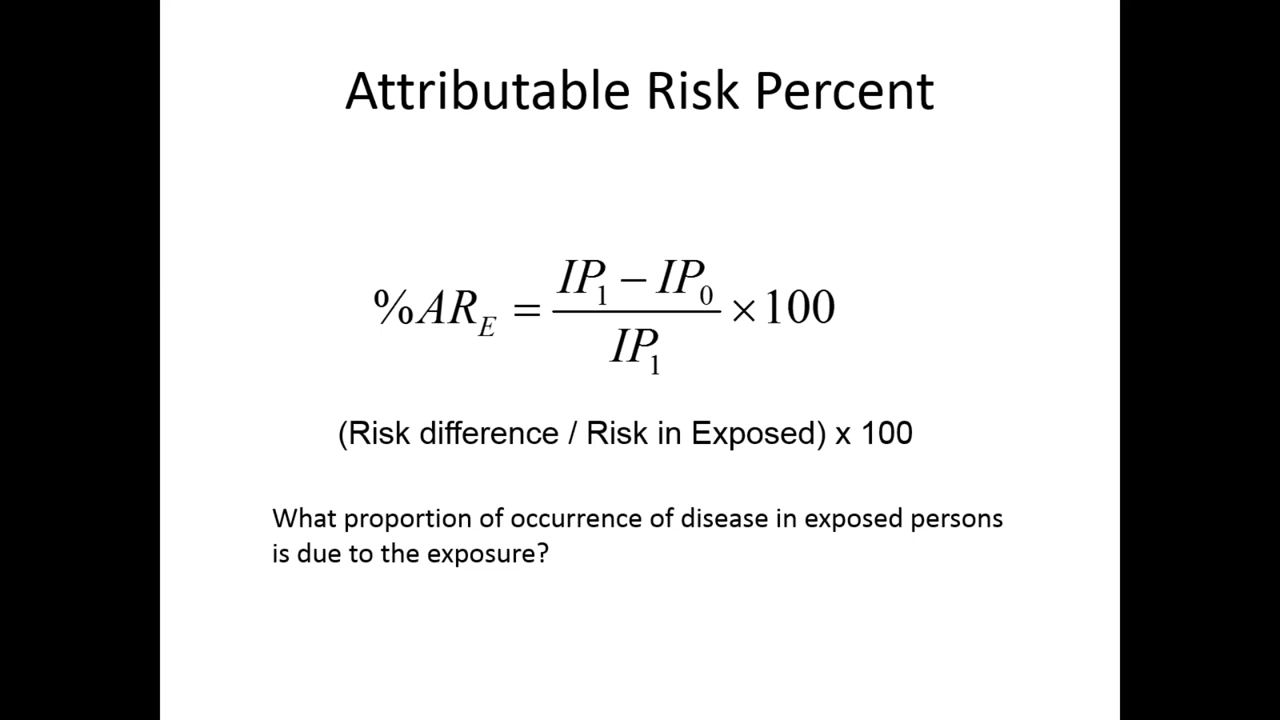 Attributable Risk Percent
%AR_E = (IP_1 − IP_0) / IP_1 × 100
(Risk difference / Risk in Exposed) x 100
What proportion of occurrence of disease in exposed persons
is due to the exposure?